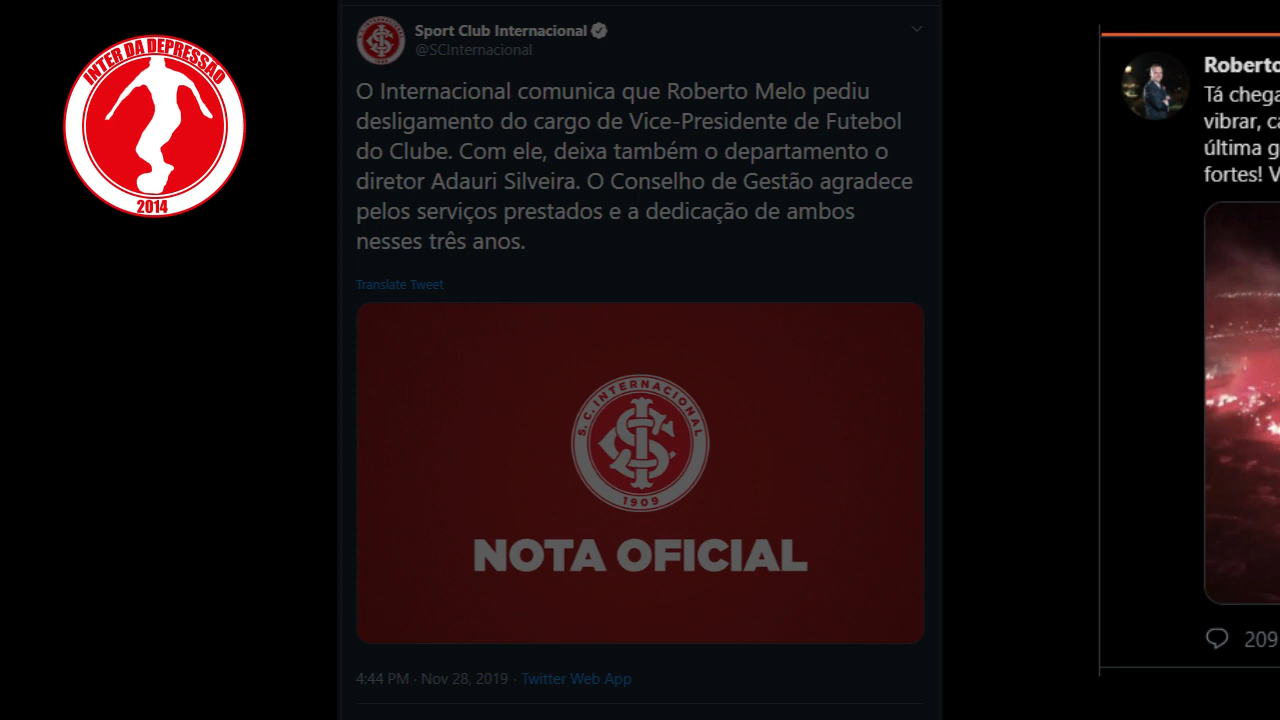 INTER DA DEPRESSAO
2014
Sport Club Internacional
@SCInternacional
O Internacional comunica que Roberto Melo pediu
desligamento do cargo de Vice-Presidente de Futebol
do Clube. Com ele, deixa também o departamento o
diretor Adauri Silveira. O Conselho de Gestão agradece
pelos serviços prestados e a dedicação de ambos
nesses três anos.
Translate Tweet
S.C. INTERNACIONAL
1909
NOTA OFICIAL
4:44 PM · Nov 28, 2019 · Twitter Web App
Roberto
Tá chega
vibrar, ca
última g
fortes! V
209